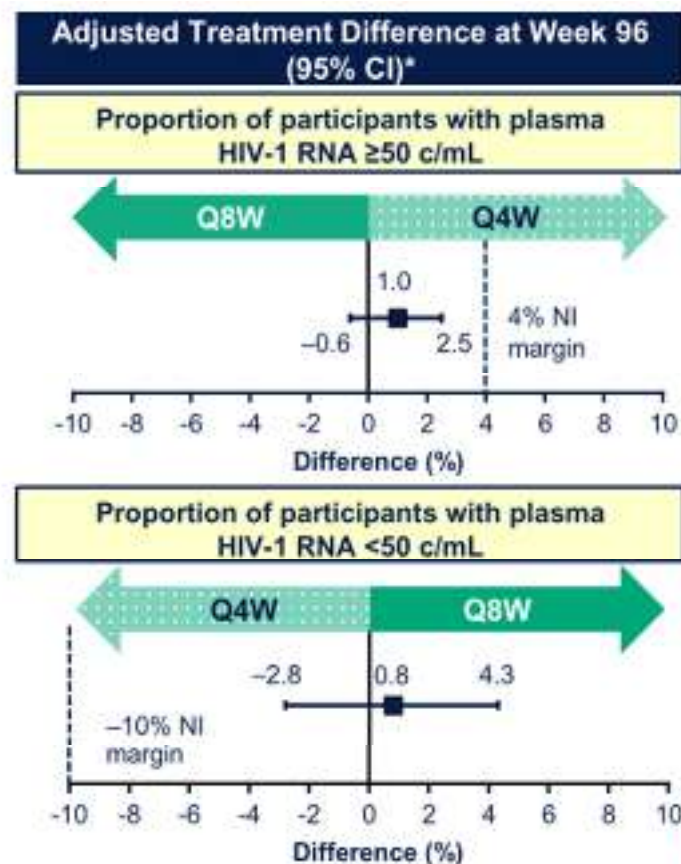 Adjusted Treatment Difference at Week 96
(95% CI)*
Proportion of participants with plasma
HIV-1 RNA ≥50 c/mL
Q8W Q4W
1.0
–0.6 2.5
4% NI
margin
-10 -8 -6 -4 -2 0 2 4 6 8 10
Difference (%)
Proportion of participants with plasma
HIV-1 RNA <50 c/mL
Q4W Q8W
–2.8 0.8 4.3
–10% NI
margin
-10 -8 -6 -4 -2 0 2 4 6 8 10
Difference (%)